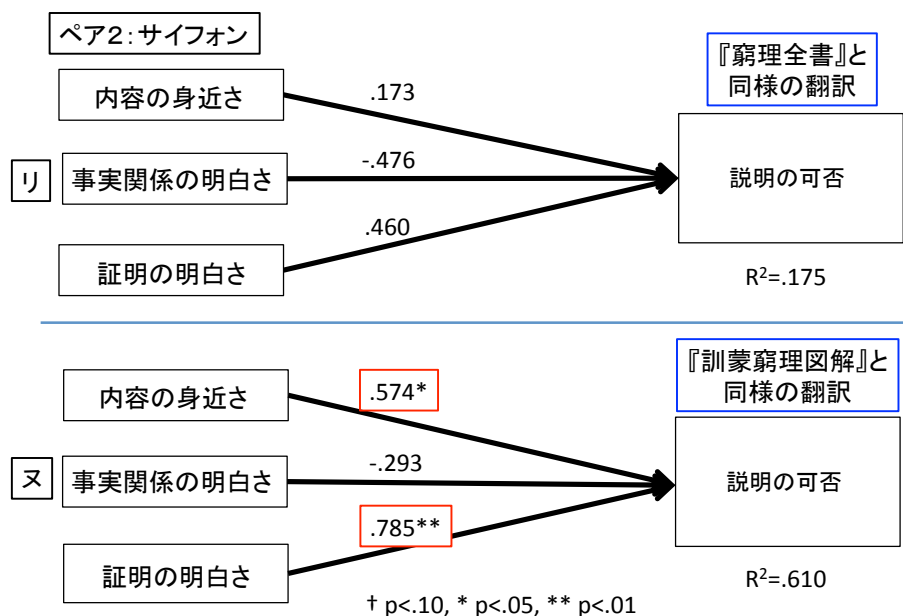 ペア2：サイフォン
『窮理全書』と
同様の翻訳
内容の身近さ
.173
リ
事実関係の明白さ
-.476
説明の可否
証明の明白さ
.460
R²=.175
『訓蒙窮理図解』と
同様の翻訳
内容の身近さ
.574*
ヌ
事実関係の明白さ
-.293
説明の可否
証明の明白さ
.785**
R²=.610
† p<.10, * p<.05, ** p<.01